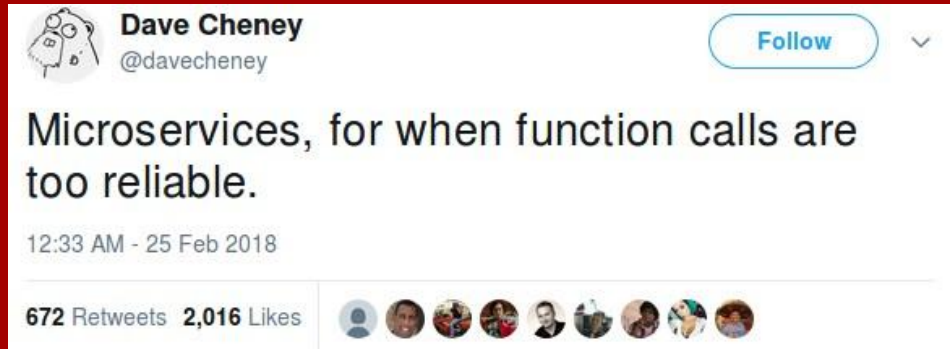 Dave Cheney
@davecheney
Follow
Microservices, for when function calls are
too reliable.
12:33 AM - 25 Feb 2018
672 Retweets 2,016 Likes